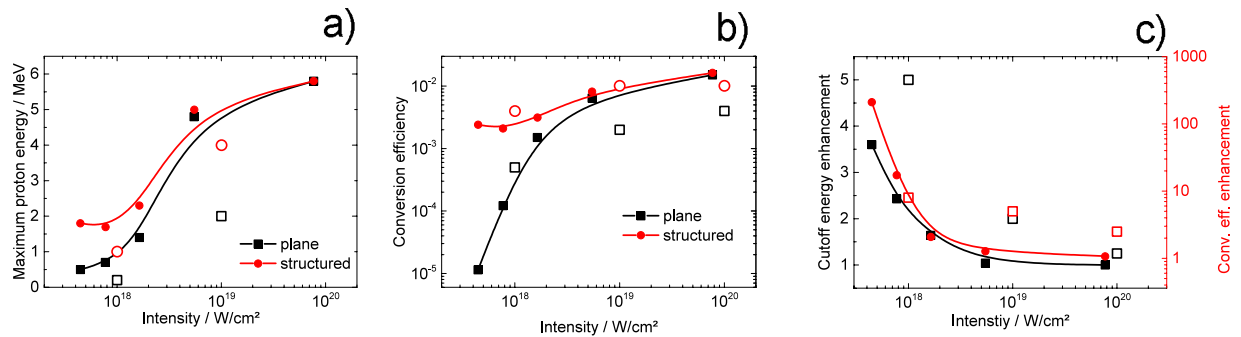 a)
Maximum proton energy / MeV
6
5
4
3
2
1
0
10^18
10^19
10^20
Intensity / W/cm²
plane
structured
b)
Conversion efficiency
10^-2
10^-3
10^-4
10^-5
10^18
10^19
10^20
Intensity / W/cm²
plane
structured
c)
Cutoff energy enhancement
5
4
3
2
1
10^18
10^19
10^20
Intenstiy / W/cm²
1000
100
10
1
Conv. eff. enhancement